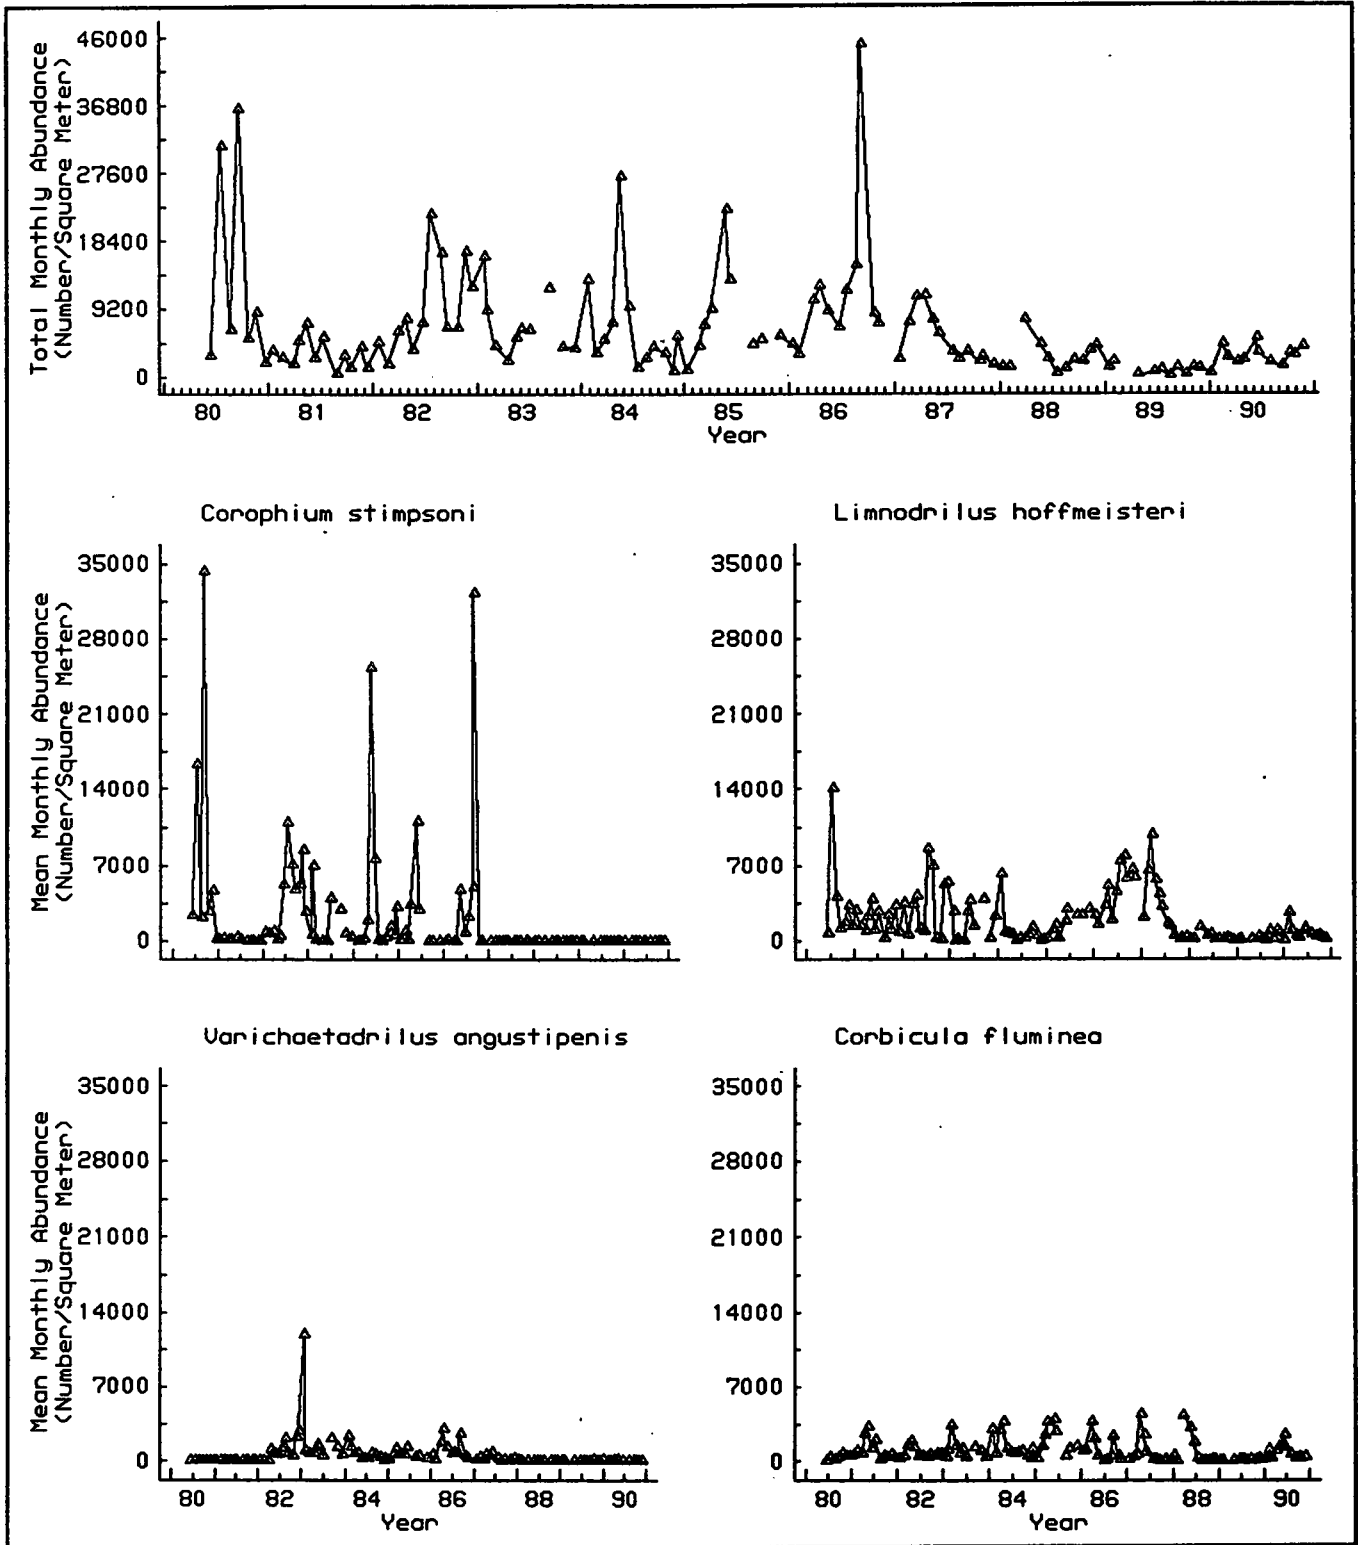 Total Monthly Abundance
(Number/Square Meter)
46000
36800
27600
18400
9200
0
80 81 82 83 84 85 86 87 88 89 90
Year
Corophium stimpsoni
Mean Monthly Abundance
(Number/Square Meter)
35000
28000
21000
14000
7000
0
Limnodrilus hoffmeisteri
35000
28000
21000
14000
7000
0
Varichaetadrilus angustipenis
Mean Monthly Abundance
(Number/Square Meter)
35000
28000
21000
14000
7000
0
80 82 84 86 90
Year
Corbicula fluminea
35000
28000
21000
14000
7000
0
80 82 84 86 88 90
Year